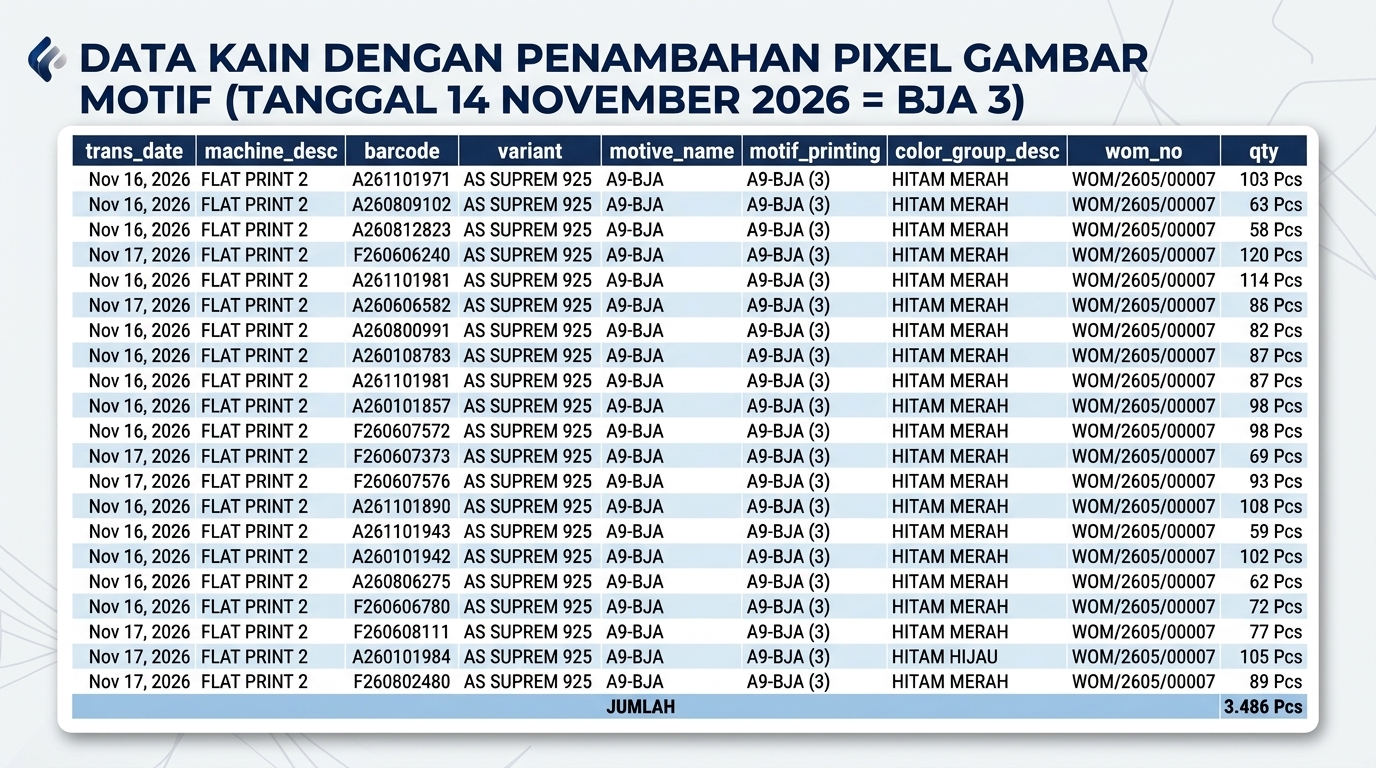 DATA KAIN DENGAN PENAMBAHAN PIXEL GAMBAR
MOTIF (TANGGAL 14 NOVEMBER 2026 = BJA 3)
trans_date machine_desc barcode variant motive_name motif_printing color_group_desc wom_no qty
Nov 16, 2026 FLAT PRINT 2 A261101971 AS SUPREM 925 A9-BJA A9-BJA (3) HITAM MERAH WOM/2605/00007 103 Pcs
Nov 16, 2026 FLAT PRINT 2 A260809102 AS SUPREM 925 A9-BJA A9-BJA (3) HITAM MERAH WOM/2605/00007 63 Pcs
Nov 16, 2026 FLAT PRINT 2 A260812823 AS SUPREM 925 A9-BJA A9-BJA (3) HITAM MERAH WOM/2605/00007 58 Pcs
Nov 17, 2026 FLAT PRINT 2 F260606240 AS SUPREM 925 A9-BJA A9-BJA (3) HITAM MERAH WOM/2605/00007 120 Pcs
Nov 16, 2026 FLAT PRINT 2 A261101981 AS SUPREM 925 A9-BJA A9-BJA (3) HITAM MERAH WOM/2605/00007 114 Pcs
Nov 17, 2026 FLAT PRINT 2 A260606582 AS SUPREM 925 A9-BJA A9-BJA (3) HITAM MERAH WOM/2605/00007 86 Pcs
Nov 16, 2026 FLAT PRINT 2 A260800991 AS SUPREM 925 A9-BJA A9-BJA (3) HITAM MERAH WOM/2605/00007 82 Pcs
Nov 16, 2026 FLAT PRINT 2 A260108783 AS SUPREM 925 A9-BJA A9-BJA (3) HITAM MERAH WOM/2605/00007 87 Pcs
Nov 16, 2026 FLAT PRINT 2 A261101981 AS SUPREM 925 A9-BJA A9-BJA (3) HITAM MERAH WOM/2605/00007 87 Pcs
Nov 16, 2026 FLAT PRINT 2 A260101857 AS SUPREM 925 A9-BJA A9-BJA (3) HITAM MERAH WOM/2605/00007 98 Pcs
Nov 16, 2026 FLAT PRINT 2 F260607572 AS SUPREM 925 A9-BJA A9-BJA (3) HITAM MERAH WOM/2605/00007 98 Pcs
Nov 17, 2026 FLAT PRINT 2 F260607373 AS SUPREM 925 A9-BJA A9-BJA (3) HITAM MERAH WOM/2605/00007 69 Pcs
Nov 17, 2026 FLAT PRINT 2 F260607576 AS SUPREM 925 A9-BJA A9-BJA (3) HITAM MERAH WOM/2605/00007 93 Pcs
Nov 16, 2026 FLAT PRINT 2 A261101890 AS SUPREM 925 A9-BJA A9-BJA (3) HITAM MERAH WOM/2605/00007 108 Pcs
Nov 16, 2026 FLAT PRINT 2 A261101943 AS SUPREM 925 A9-BJA A9-BJA (3) HITAM MERAH WOM/2605/00007 59 Pcs
Nov 16, 2026 FLAT PRINT 2 A260101942 AS SUPREM 925 A9-BJA A9-BJA (3) HITAM MERAH WOM/2605/00007 102 Pcs
Nov 16, 2026 FLAT PRINT 2 A260806275 AS SUPREM 925 A9-BJA A9-BJA (3) HITAM MERAH WOM/2605/00007 62 Pcs
Nov 16, 2026 FLAT PRINT 2 F260606780 AS SUPREM 925 A9-BJA A9-BJA (3) HITAM MERAH WOM/2605/00007 72 Pcs
Nov 17, 2026 FLAT PRINT 2 F260608111 AS SUPREM 925 A9-BJA A9-BJA (3) HITAM MERAH WOM/2605/00007 77 Pcs
Nov 17, 2026 FLAT PRINT 2 A260101984 AS SUPREM 925 A9-BJA A9-BJA (3) HITAM HIJAU WOM/2605/00007 105 Pcs
Nov 17, 2026 FLAT PRINT 2 F260802480 AS SUPREM 925 A9-BJA A9-BJA (3) HITAM MERAH WOM/2605/00007 89 Pcs
JUMLAH 3.486 Pcs